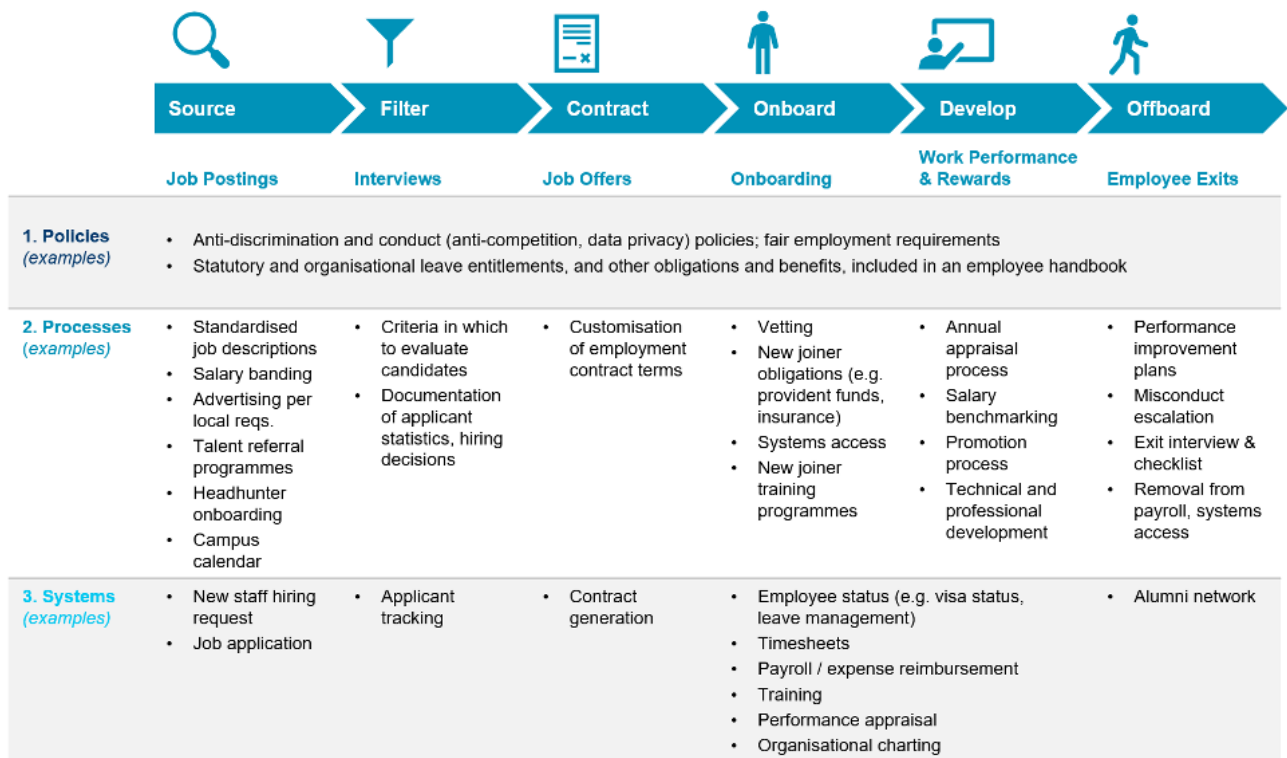 Source
Filter
Contract
Onboard
Develop
Offboard
Job Postings
Interviews
Job Offers
Onboarding
Work Performance
& Rewards
Employee Exits
1. Policies
(examples)
• Anti-discrimination and conduct (anti-competition, data privacy) policies; fair employment requirements
• Statutory and organisational leave entitlements, and other obligations and benefits, included in an employee handbook
2. Processes
(examples)
• Standardised
job descriptions
• Salary banding
• Advertising per
local reqs.
• Talent referral
programmes
• Headhunter
onboarding
• Campus
calendar
• Criteria in which
to evaluate
candidates
• Documentation
of applicant
statistics, hiring
decisions
• Customisation
of employment
contract terms
• Vetting
• New joiner
obligations (e.g.
provident funds,
insurance)
• Systems access
• New joiner
training
programmes
• Annual
appraisal
process
• Salary
benchmarking
• Promotion
process
• Technical and
professional
development
• Performance
improvement
plans
• Misconduct
escalation
• Exit interview &
checklist
• Removal from
payroll, systems
access
3. Systems
(examples)
• New staff hiring
request
• Job application
• Applicant
tracking
• Contract
generation
• Employee status (e.g. visa status,
leave management)
• Timesheets
• Payroll / expense reimbursement
• Training
• Performance appraisal
• Organisational charting
• Alumni network